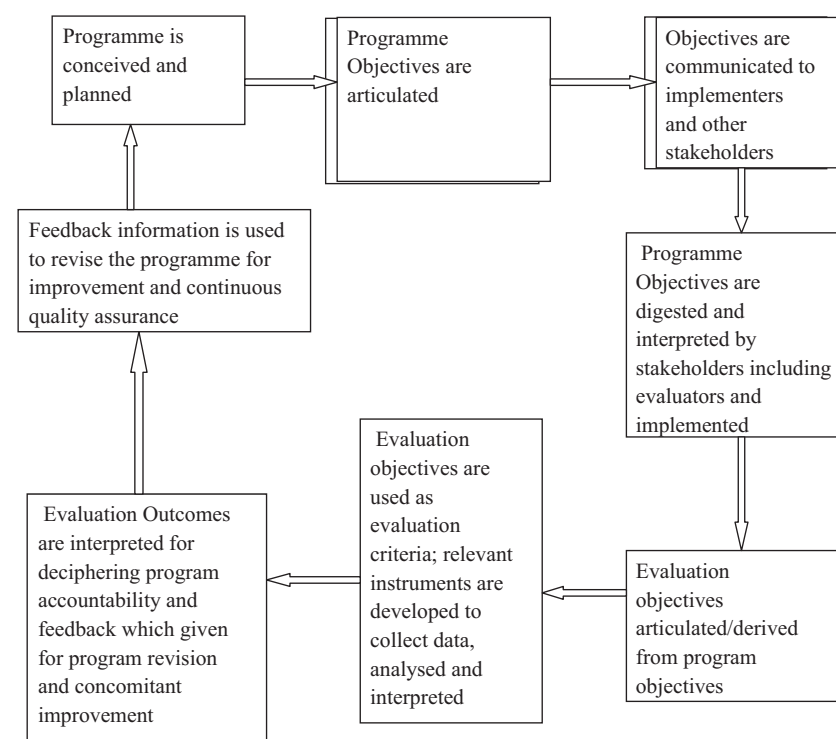 Programme is
conceived and
planned
Programme
Objectives are
articulated
Objectives are
communicated to
implementers
and other
stakeholders
Programme
Objectives are
digested and
interpreted by
stakeholders including
evaluators and
implemented
Evaluation
objectives
articulated/derived
from program
objectives
Evaluation
objectives are
used as
evaluation
criteria; relevant
instruments are
developed to
collect data,
analysed and
interpreted
Evaluation Outcomes
are interpreted for
deciphering program
accountability and
feedback which given
for program revision
and concomitant
improvement
Feedback information is used
to revise the programme for
improvement and continuous
quality assurance